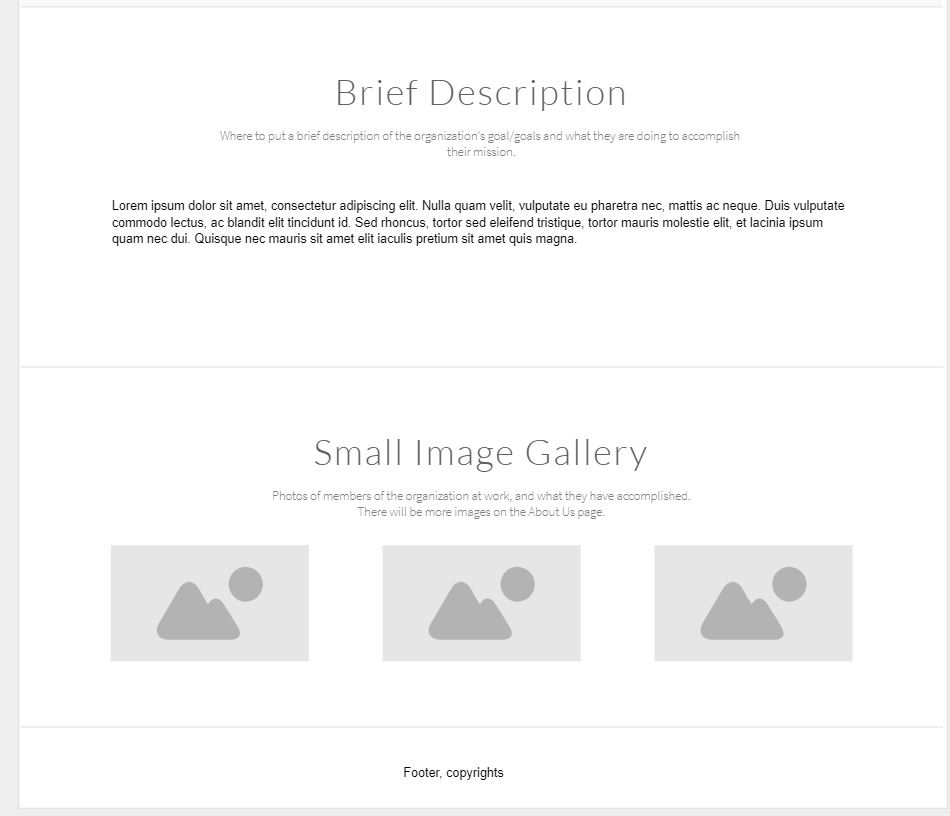 Brief Description
Where to put a brief description of the organization's goal/goals and what they are doing to accomplish
their mission.
Lorem ipsum dolor sit amet, consectetur adipiscing elit. Nulla quam velit, vulputate eu pharetra nec, mattis ac neque. Duis vulputate
commodo lectus, ac blandit elit tincidunt id. Sed rhoncus, tortor sed eleifend tristique, tortor mauris molestie elit, et lacinia ipsum
quam nec dui. Quisque nec mauris sit amet elit iaculis pretium sit amet quis magna.
Small Image Gallery
Photos of members of the organization at work, and what they have accomplished.
There will be more images on the About Us page.
Footer, copyrights